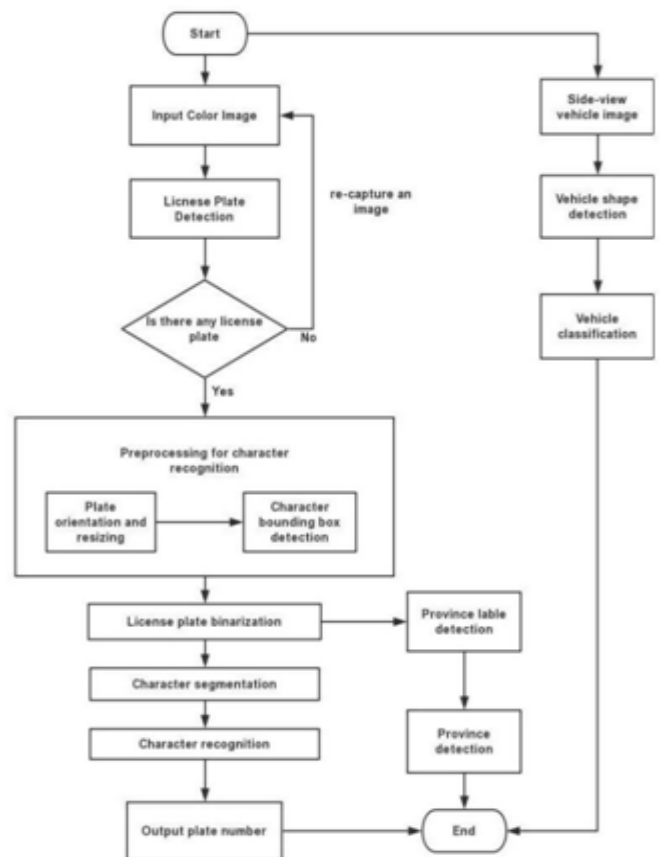 Start
Input Color Image
Side-view
vehicle image
Licnese Plate
Detection
re-capture an
image
Vehicle shape
detection
Is there any license
plate
No
Vehicle
classification
Yes
Preprocessing for character
recognition
Plate
orientation and
resizing
Character
bounding box
detection
License plate binarization
Province lable
detection
Character segmentation
Character recognition
Province
detection
Output plate number
End